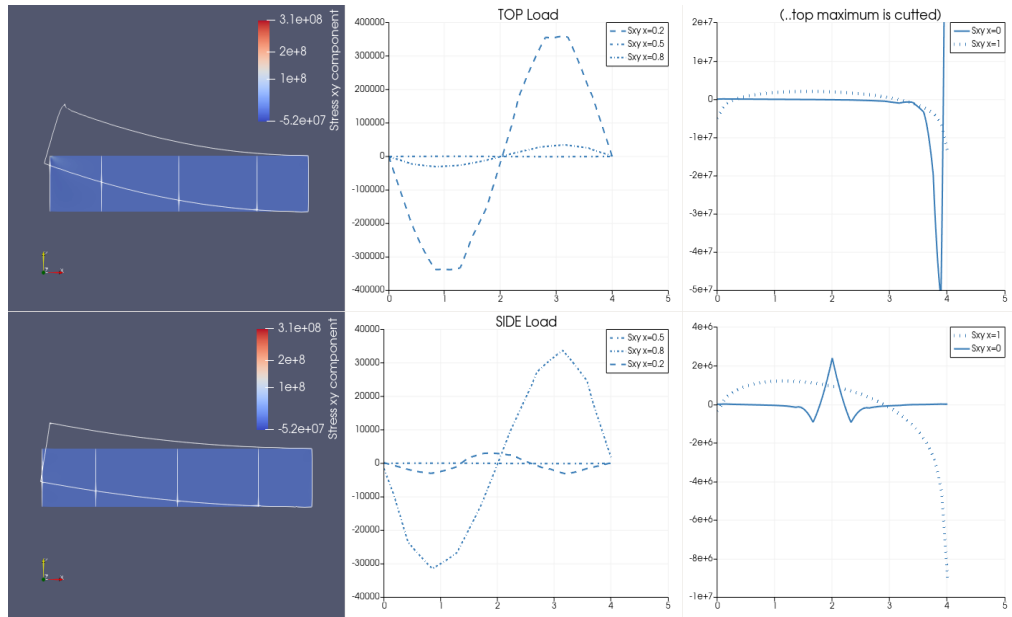 3.1e+08
2e+8
1e+8
-5.2e+07
Stress xy component
TOP Load
400000
300000
200000
100000
0
-100000
-200000
-300000
-400000
0 1 2 3 4 5
Sxy x=0.2
Sxy x=0.5
Sxy x=0.8
(..top maximum is cutted)
2e+7
1e+7
0
-1e+7
-2e+7
-3e+7
-4e+7
-5e+7
0 1 2 3 4 5
Sxy x=0
Sxy x=1
3.1e+08
2e+8
1e+8
-5.2e+07
Stress xy component
SIDE Load
40000
30000
20000
10000
0
-10000
-20000
-30000
-40000
0 1 2 3 4 5
Sxy x=0.5
Sxy x=0.8
Sxy x=0.2
4e+6
2e+6
0
-2e+6
-4e+6
-6e+6
-8e+6
-1e+7
0 1 2 3 4 5
Sxy x=1
Sxy x=0